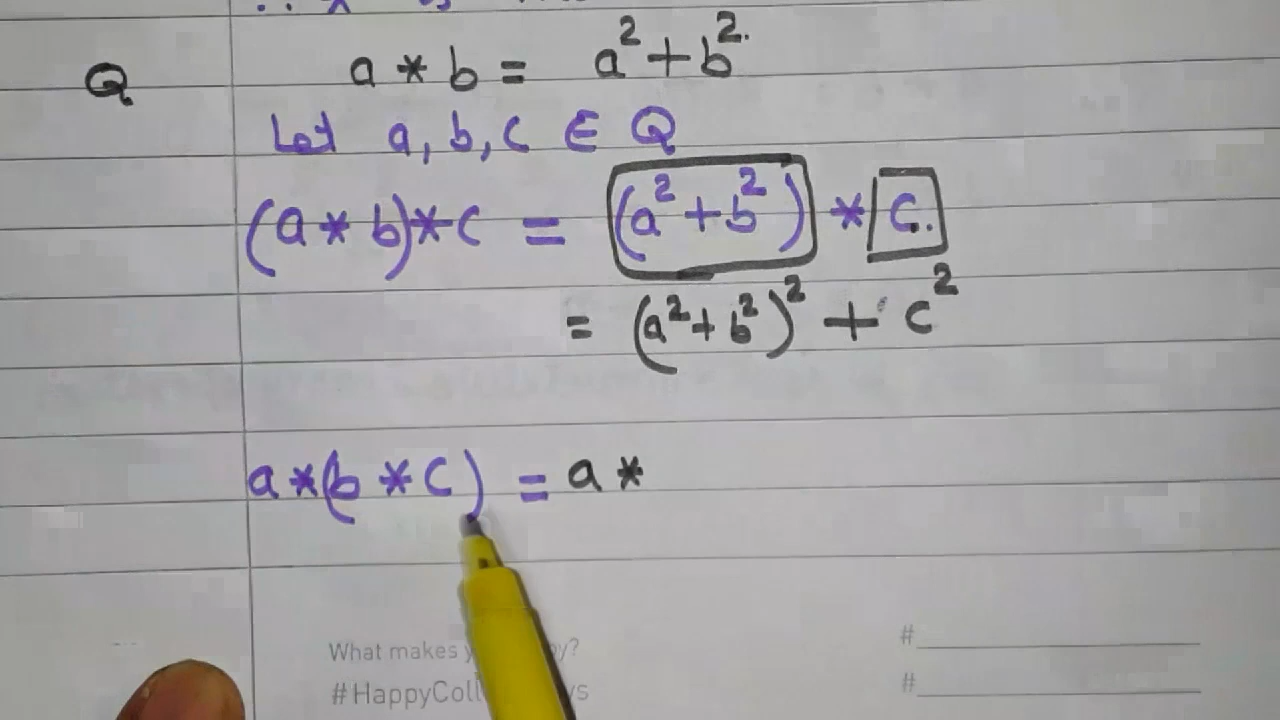 Q a * b = a² + b².
Let a, b, c ∈ Q
(a * b) * c = (a² + b²) * c.
= (a² + b²)² + c²
a * (b * c) = a *
What makes
#
#HappyColl
#